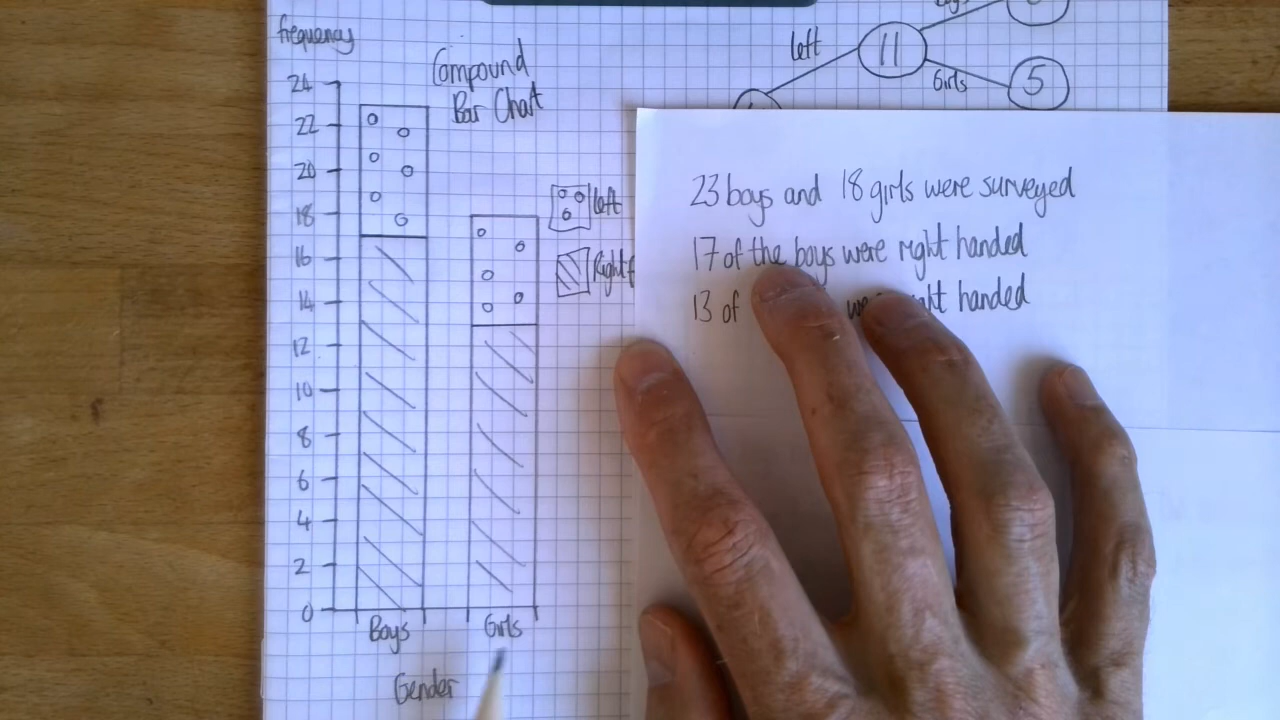 frequency
Compound
Bar Chart
24
22
20
18
16
14
12
10
8
6
4
2
0
Boys
Girls
Gender
left
Right
left
11
Girls
5
23 boys and 18 girls were surveyed
17 of the boys were right handed
13 of right handed